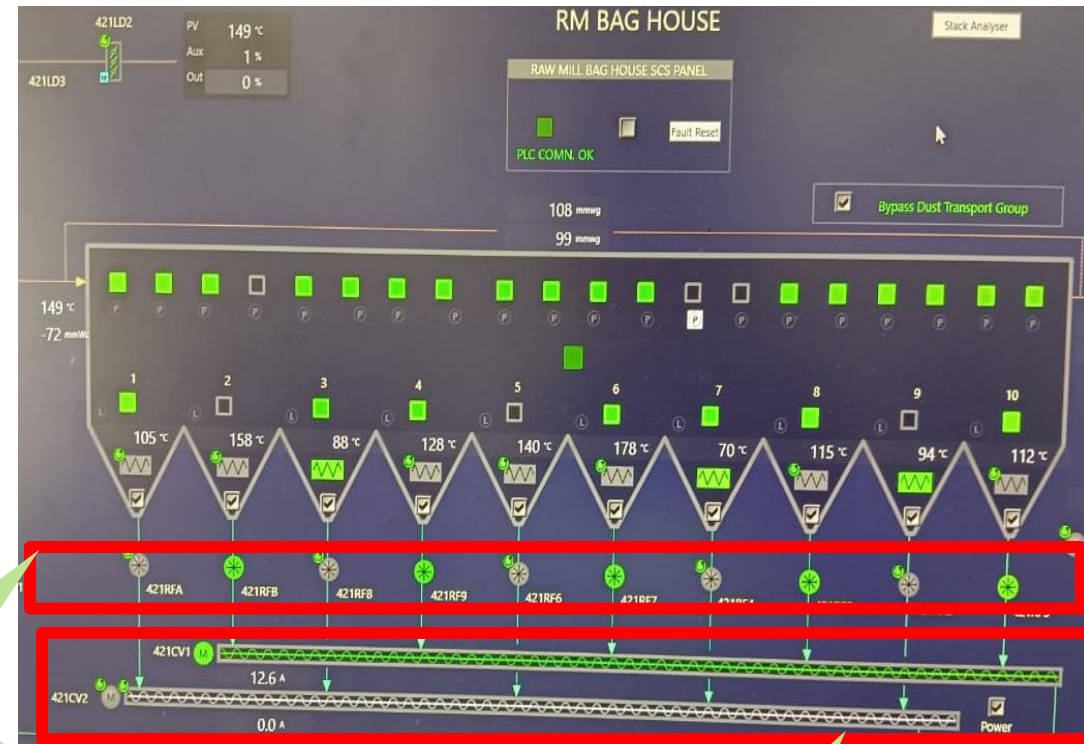 421LD2
PV 149 °C
Aux 1 %
Out 0 %
421LD3
RM BAG HOUSE
Stack Analyser
RAW MILL BAG HOUSE SCS PANEL
Fault Reset
PLC COMN. OK
Bypass Dust Transport Group
108 mmwg
99 mmwg
149 °C
-72 mmWc
P P P P P P P P P P P P P P P P P P P P
1 2 3 4 5 6 7 8 9 10
L L L L L L L L L L
105 °C 158 °C 88 °C 128 °C 140 °C 178 °C 70 °C 115 °C 94 °C 112 °C
421RFA 421RFB 421RF8 421RF9 421RF6 421RF7
421CV1 M
12.6 A
421CV2 M
0.0 A
Power